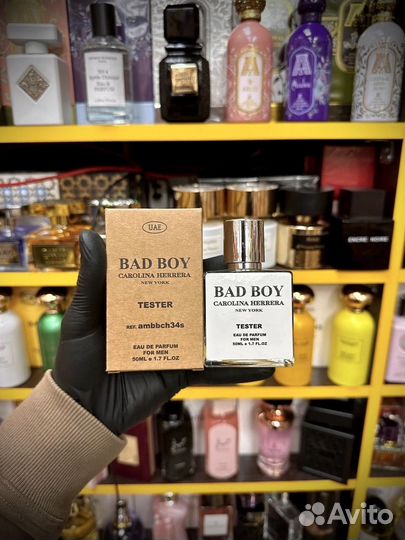 UAE
BAD BOY
CAROLINA HERRERA
NEW YORK
TESTER
REF. ambbch34s
EAU DE PARFUM
FOR MEN
50ML e 1.7 FL.OZ
BAD BOY
CAROLINA HERRERA
NEW YORK
TESTER
EAU DE PARFUM
FOR MEN
50ML e 1.7 FL.OZ
ENCRE NOIRE
Avito